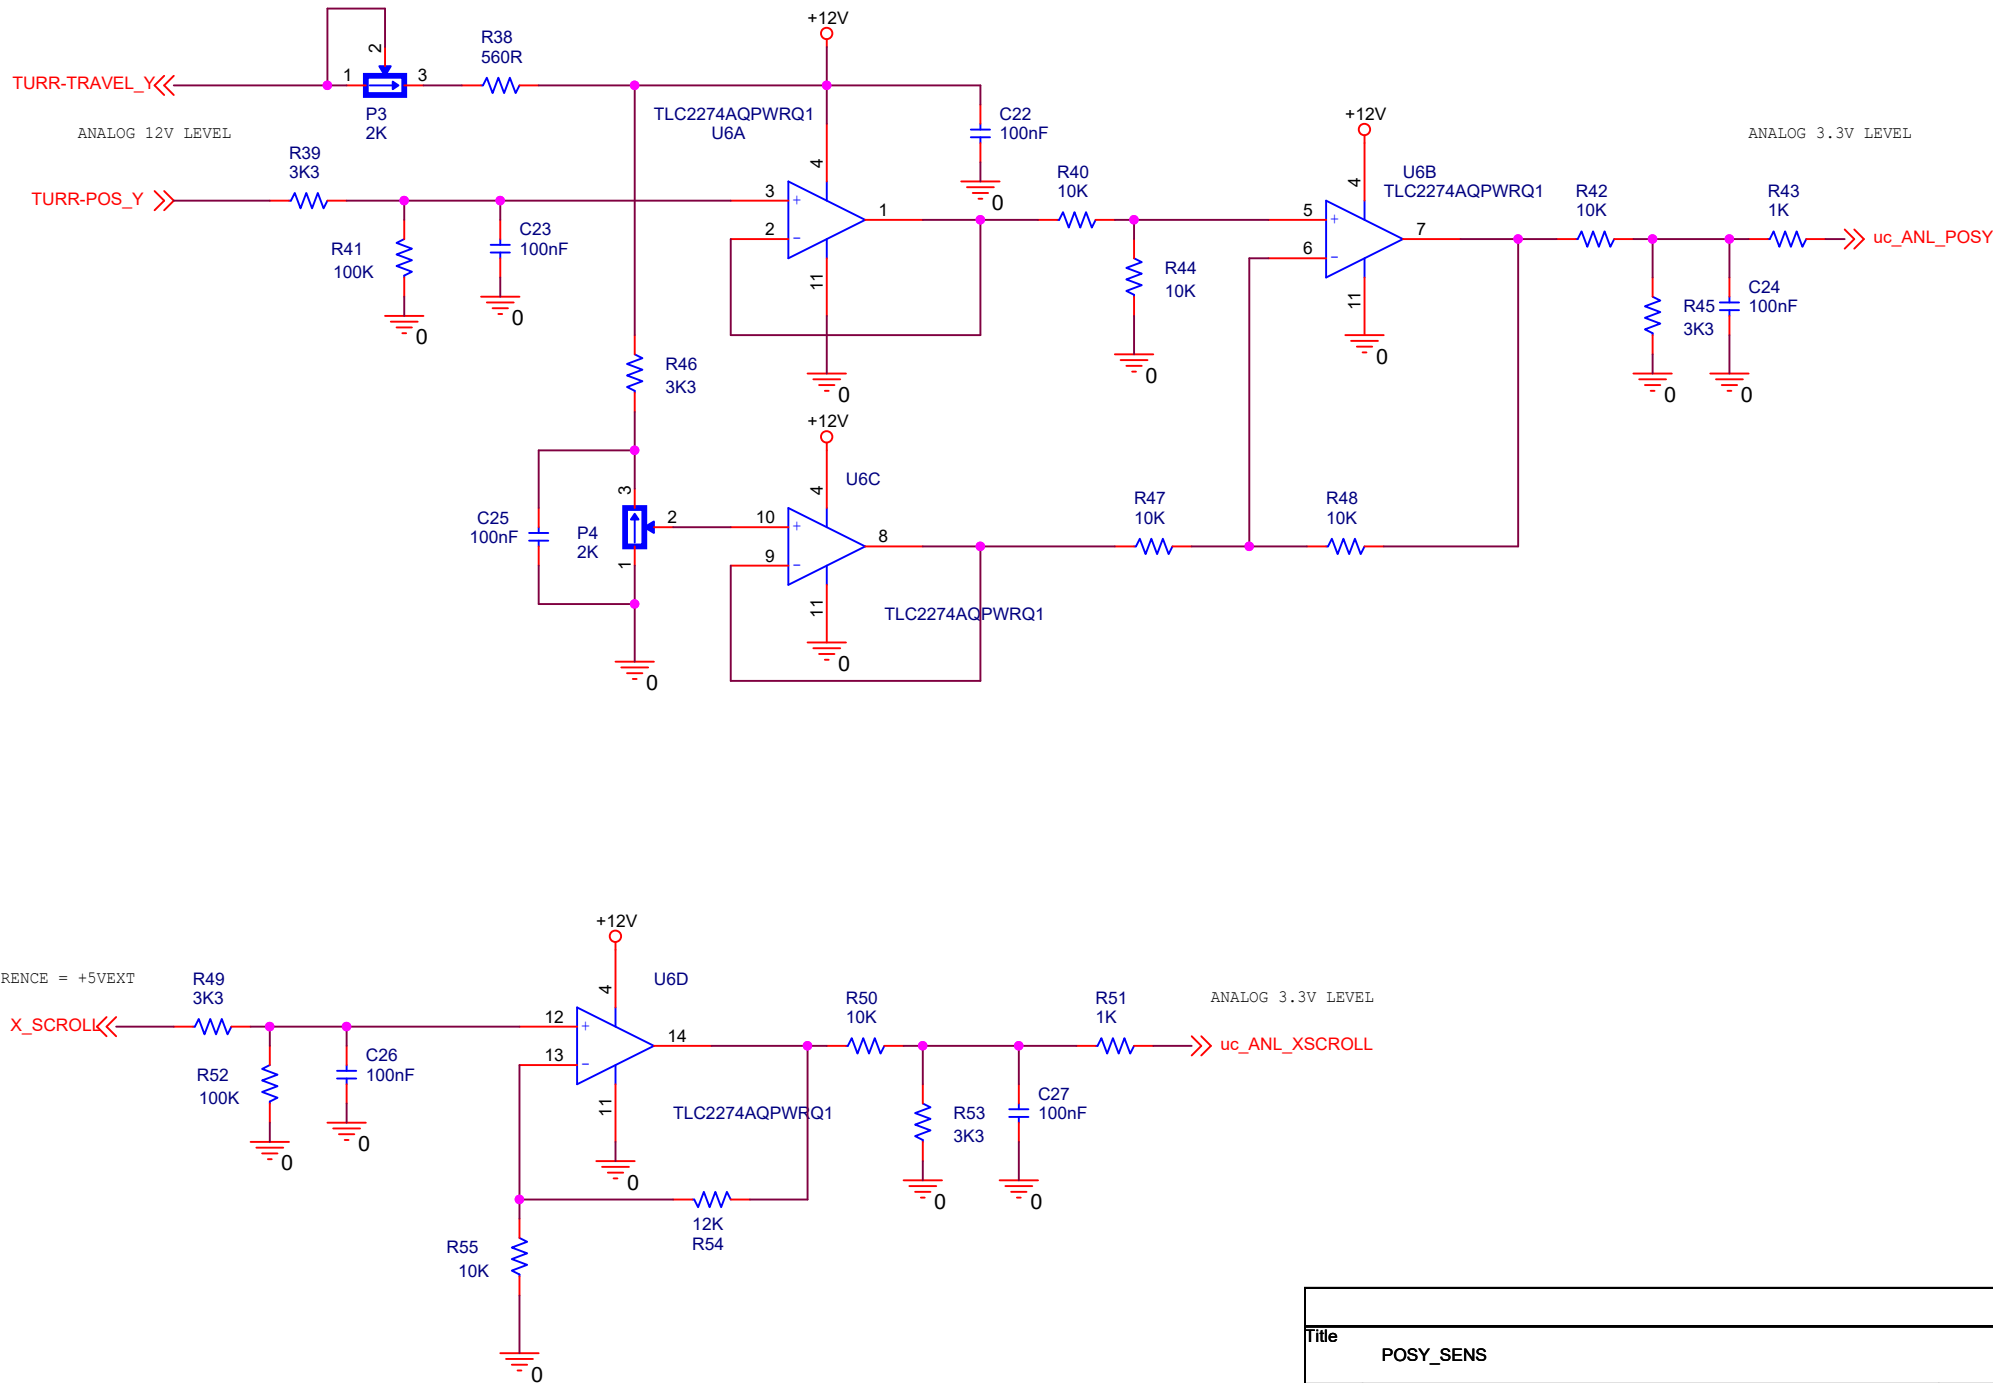 +12V
R38
560R
2
TURR-TRAVEL_Y
1
3
P3
2K
TLC2274AQPWRQ1
U6A
C22
100nF
+12V
ANALOG 12V LEVEL
ANALOG 3.3V LEVEL
R39
3K3
4
0
R40
10K
4
U6B
TLC2274AQPWRQ1
R42
10K
R43
1K
TURR-POS_Y
3
+
1
2
-
5
+
7
6
-
uc_ANL_POSY
R41
100K
C23
100nF
11
R44
10K
11
R45
3K3
C24
100nF
0
0
0
0
0
0
0
R46
3K3
+12V
U6C
4
3
C25
100nF
P4
2K
2
1
10
+
8
9
-
R47
10K
R48
10K
11
TLC2274AQPWRQ1
0
0
+12V
RENCE = +5VEXT
R49
3K3
4
U6D
R50
10K
R51
1K
ANALOG 3.3V LEVEL
X_SCROLL
12
+
14
13
-
uc_ANL_XSCROLL
R52
100K
C26
100nF
11
TLC2274AQPWRQ1
R53
3K3
C27
100nF
0
0
0
0
0
12K
R54
R55
10K
0
Title
POSY_SENS